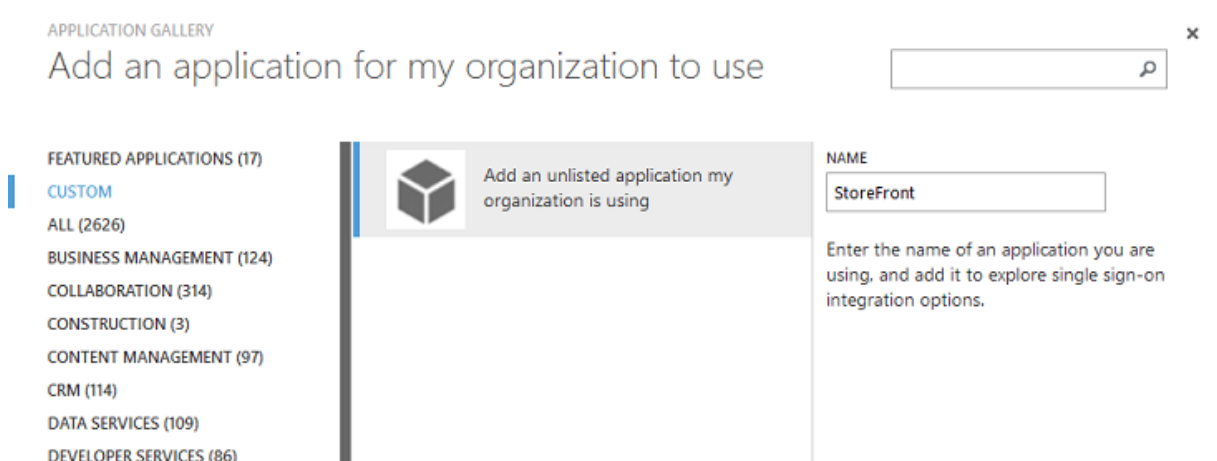 APPLICATION GALLERY
Add an application for my organization to use
FEATURED APPLICATIONS (17)
CUSTOM
ALL (2626)
BUSINESS MANAGEMENT (124)
COLLABORATION (314)
CONSTRUCTION (3)
CONTENT MANAGEMENT (97)
CRM (114)
DATA SERVICES (109)
DEVELOPER SERVICES (86)
Add an unlisted application my
organization is using
NAME
StoreFront
Enter the name of an application you are
using, and add it to explore single sign-on
integration options.